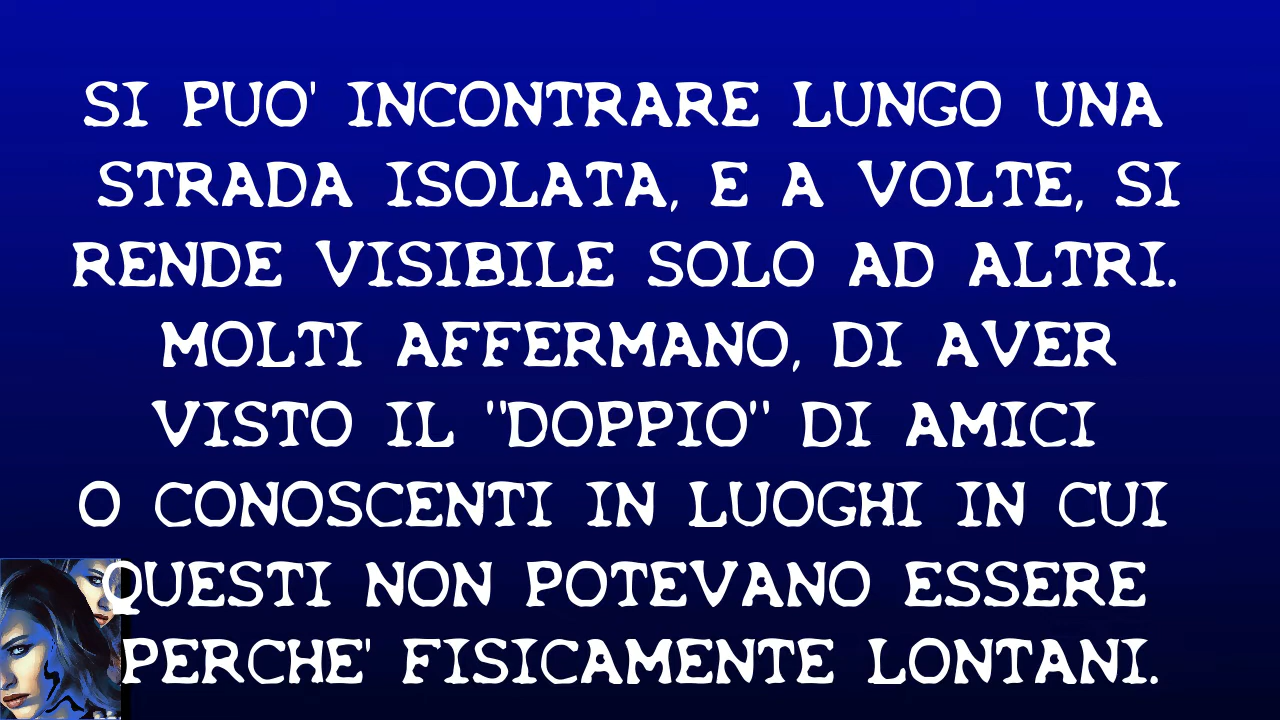 SI PUO' INCONTRARE LUNGO UNA
STRADA ISOLATA, E A VOLTE, SI
RENDE VISIBILE SOLO AD ALTRI.
MOLTI AFFERMANO, DI AVER
VISTO IL "DOPPIO" DI AMICI
O CONOSCENTI IN LUOGHI IN CUI
QUESTI NON POTEVANO ESSERE
PERCHE' FISICAMENTE LONTANI.